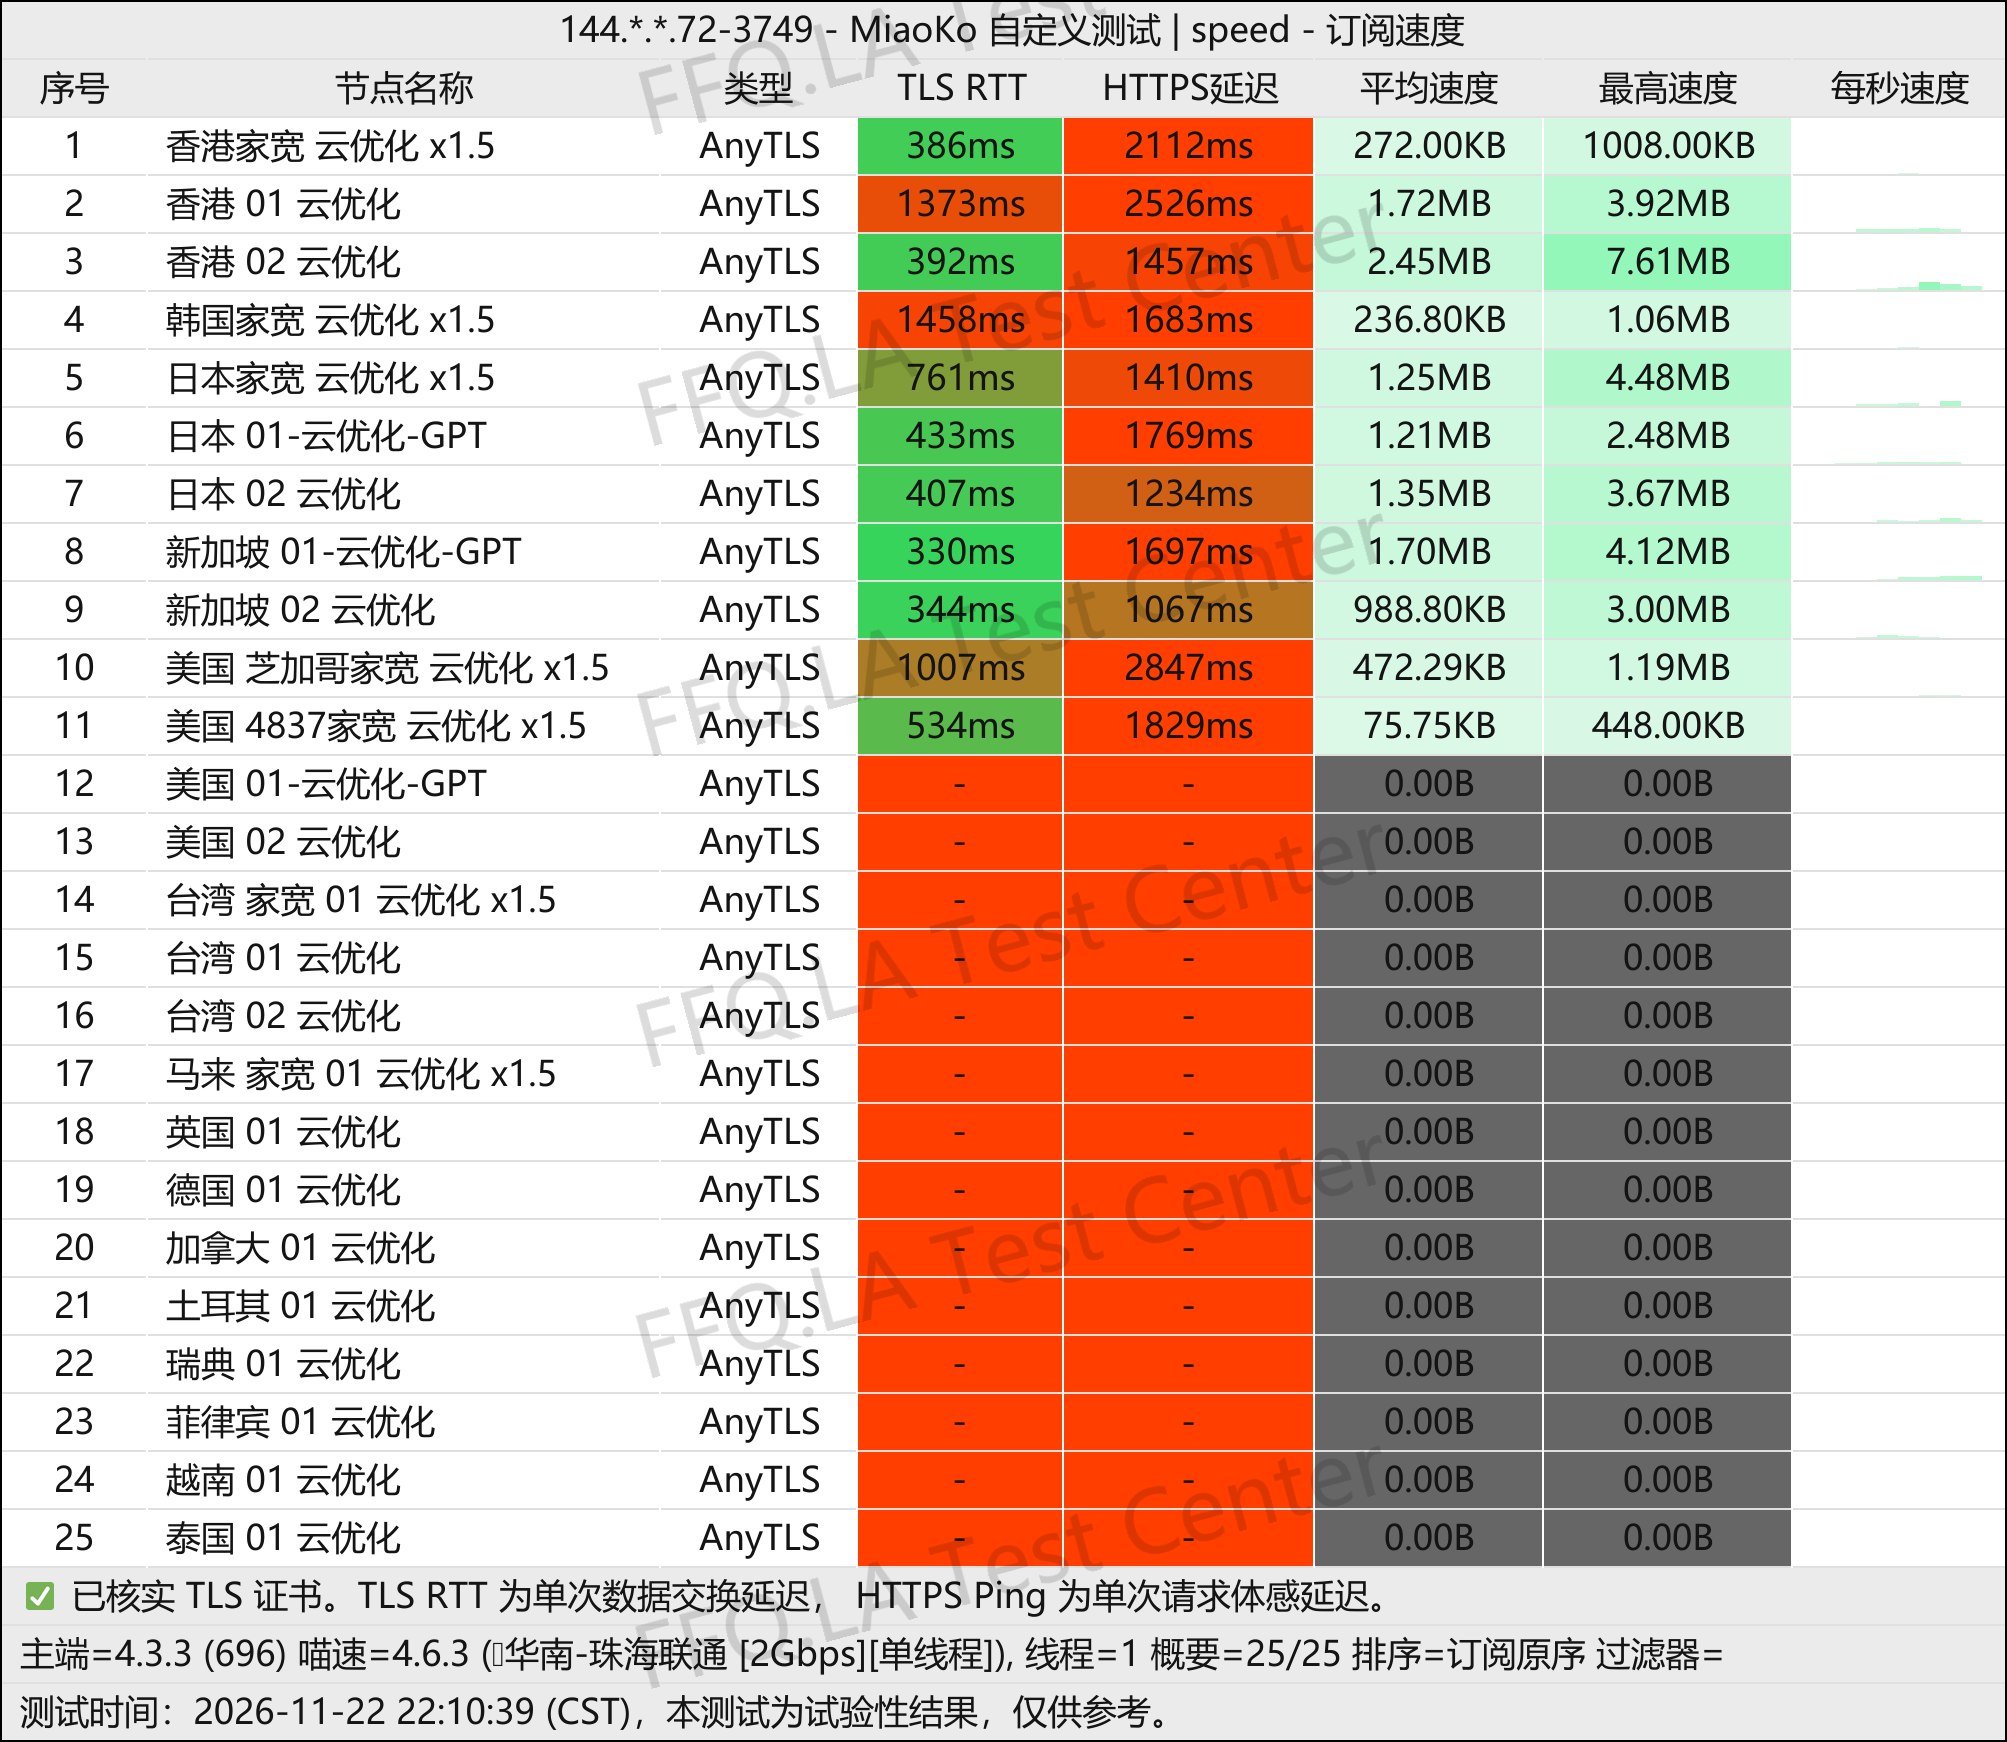 144.*.*.72-3749 - MiaoKo 自定义测试 | speed - 订阅速度
序号 节点名称 类型 TLS RTT HTTPS延迟 平均速度 最高速度 每秒速度
1 香港家宽 云优化 x1.5 AnyTLS 386ms 2112ms 272.00KB 1008.00KB
2 香港 01 云优化 AnyTLS 1373ms 2526ms 1.72MB 3.92MB
3 香港 02 云优化 AnyTLS 392ms 1457ms 2.45MB 7.61MB
4 韩国家宽 云优化 x1.5 AnyTLS 1458ms 1683ms 236.80KB 1.06MB
5 日本家宽 云优化 x1.5 AnyTLS 761ms 1410ms 1.25MB 4.48MB
6 日本 01-云优化-GPT AnyTLS 433ms 1769ms 1.21MB 2.48MB
7 日本 02 云优化 AnyTLS 407ms 1234ms 1.35MB 3.67MB
8 新加坡 01-云优化-GPT AnyTLS 330ms 1697ms 1.70MB 4.12MB
9 新加坡 02 云优化 AnyTLS 344ms 1067ms 988.80KB 3.00MB
10 美国 芝加哥家宽 云优化 x1.5 AnyTLS 1007ms 2847ms 472.29KB 1.19MB
11 美国 4837家宽 云优化 x1.5 AnyTLS 534ms 1829ms 75.75KB 448.00KB
12 美国 01-云优化-GPT AnyTLS - - 0.00B 0.00B
13 美国 02 云优化 AnyTLS - - 0.00B 0.00B
14 台湾 家宽 01 云优化 x1.5 AnyTLS - - 0.00B 0.00B
15 台湾 01 云优化 AnyTLS - - 0.00B 0.00B
16 台湾 02 云优化 AnyTLS - - 0.00B 0.00B
17 马来 家宽 01 云优化 x1.5 AnyTLS - - 0.00B 0.00B
18 英国 01 云优化 AnyTLS - - 0.00B 0.00B
19 德国 01 云优化 AnyTLS - - 0.00B 0.00B
20 加拿大 01 云优化 AnyTLS - - 0.00B 0.00B
21 土耳其 01 云优化 AnyTLS - - 0.00B 0.00B
22 瑞典 01 云优化 AnyTLS - - 0.00B 0.00B
23 菲律宾 01 云优化 AnyTLS - - 0.00B 0.00B
24 越南 01 云优化 AnyTLS - - 0.00B 0.00B
25 泰国 01 云优化 AnyTLS - - 0.00B 0.00B
✅ 已核实 TLS 证书。TLS RTT 为单次数据交换延迟， HTTPS Ping 为单次请求体感延迟。
主端=4.3.3 (696) 喵速=4.6.3 (华南-珠海联通 [2Gbps][单线程]), 线程=1 概要=25/25 排序=订阅原序 过滤器=
测试时间：2026-11-22 22:10:39 (CST)，本测试为试验性结果，仅供参考。
FFQ.LA Test Center
FFQ.LA Test Center
FFQ.LA Test Center
FFQ.LA Test Center
FFQ.LA Test Center
FFQ.LA Test Center